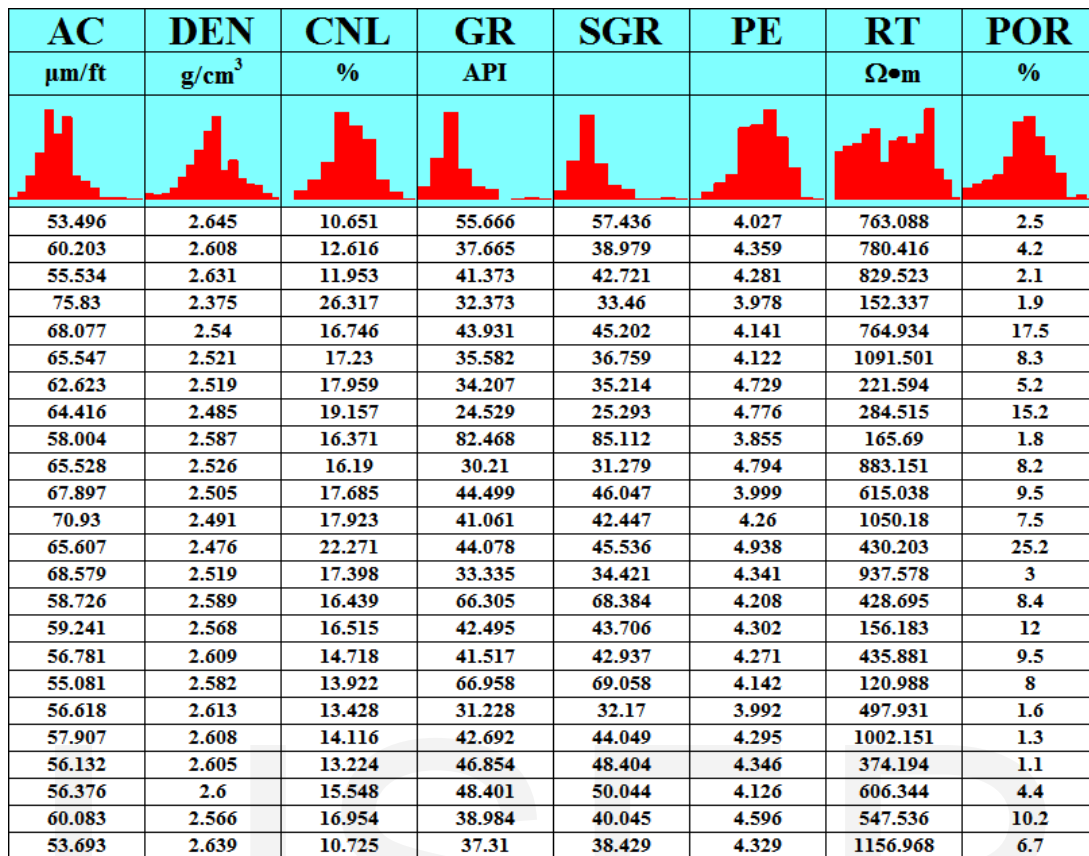 AC DEN CNL GR SGR PE RT POR
µm/ft g/cm³ % API Ω•m %
53.496 2.645 10.651 55.666 57.436 4.027 763.088 2.5
60.203 2.608 12.616 37.665 38.979 4.359 780.416 4.2
55.534 2.631 11.953 41.373 42.721 4.281 829.523 2.1
75.83 2.375 26.317 32.373 33.46 3.978 152.337 1.9
68.077 2.54 16.746 43.931 45.202 4.141 764.934 17.5
65.547 2.521 17.23 35.582 36.759 4.122 1091.501 8.3
62.623 2.519 17.959 34.207 35.214 4.729 221.594 5.2
64.416 2.485 19.157 24.529 25.293 4.776 284.515 15.2
58.004 2.587 16.371 82.468 85.112 3.855 165.69 1.8
65.528 2.526 16.19 30.21 31.279 4.794 883.151 8.2
67.897 2.505 17.685 44.499 46.047 3.999 615.038 9.5
70.93 2.491 17.923 41.061 42.447 4.26 1050.18 7.5
65.607 2.476 22.271 44.078 45.536 4.938 430.203 25.2
68.579 2.519 17.398 33.335 34.421 4.341 937.578 3
58.726 2.589 16.439 66.305 68.384 4.208 428.695 8.4
59.241 2.568 16.515 42.495 43.706 4.302 156.183 12
56.781 2.609 14.718 41.517 42.937 4.271 435.881 9.5
55.081 2.582 13.922 66.958 69.058 4.142 120.988 8
56.618 2.613 13.428 31.228 32.17 3.992 497.931 1.6
57.907 2.608 14.116 42.692 44.049 4.295 1002.151 1.3
56.132 2.605 13.224 46.854 48.404 4.346 374.194 1.1
56.376 2.6 15.548 48.401 50.044 4.126 606.344 4.4
60.083 2.566 16.954 38.984 40.045 4.596 547.536 10.2
53.693 2.639 10.725 37.31 38.429 4.329 1156.968 6.7